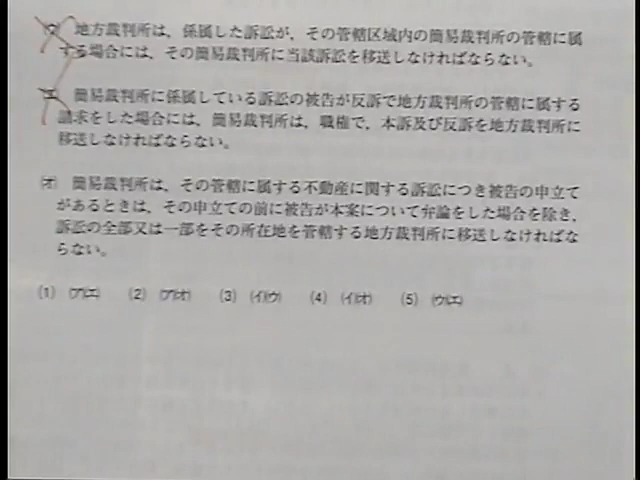 (ウ) 地方裁判所は、係属した訴訟が、その管轄区域内の簡易裁判所の管轄に属
する場合には、その簡易裁判所に当該訴訟を移送しなければならない。
(エ) 簡易裁判所に係属している訴訟の被告が反訴で地方裁判所の管轄に属する
請求をした場合には、簡易裁判所は、職権で、本訴及び反訴を地方裁判所に
移送しなければならない。
(オ) 簡易裁判所は、その管轄に属する不動産に関する訴訟につき被告の申立て
があるときは、その申立ての前に被告が本案について弁論をした場合を除き、
訴訟の全部又は一部をその所在地を管轄する地方裁判所に移送しなければな
らない。
(1) (ア)(エ) (2) (ア)(オ) (3) (イ)(ウ) (4) (イ)(オ) (5) (ウ)(エ)